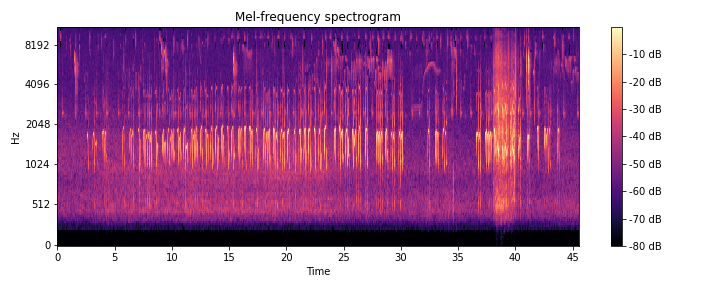 Mel-frequency spectrogram
8192
4096
2048
1024
512
0
Hz
0 5 10 15 20 25 30 35 40 45
Time
-10 dB
-20 dB
-30 dB
-40 dB
-50 dB
-60 dB
-70 dB
-80 dB